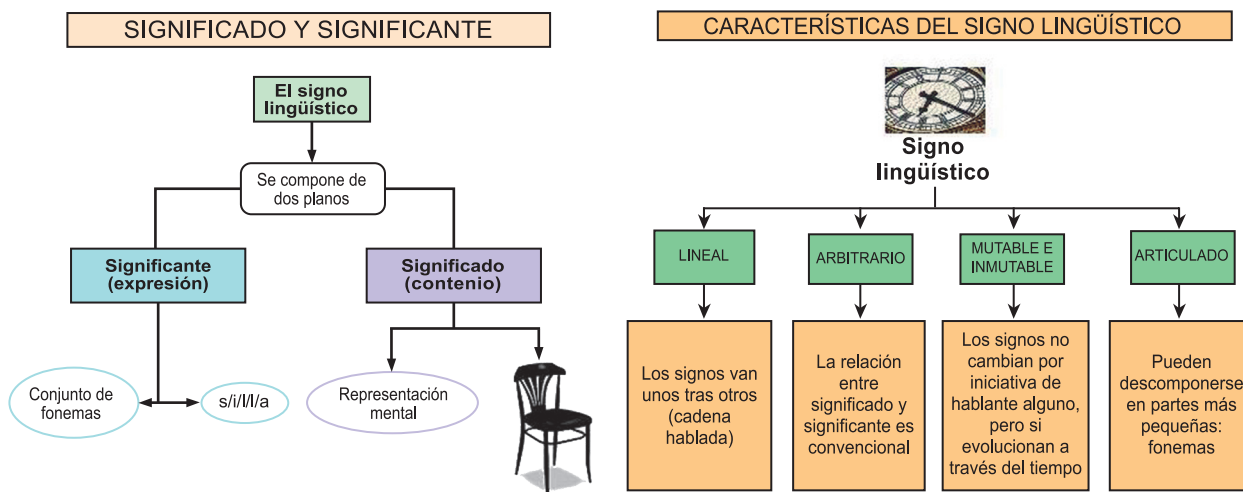 SIGNIFICADO Y SIGNIFICANTE
El signo
lingüístico
Se compone de
dos planos
Significante
(expresión)
Significado
(contenio)
Conjunto de
fonemas
s/i/l/l/a
Representación
mental
CARACTERÍSTICAS DEL SIGNO LINGÜÍSTICO
Signo
lingüístico
LINEAL
ARBITRARIO
MUTABLE E
INMUTABLE
ARTICULADO
Los signos van
unos tras otros
(cadena
hablada)
La relación
entre
significado y
significante es
convencional
Los signos no
cambian por
iniciativa de
hablante alguno,
pero si
evolucionan a
través del tiempo
Pueden
descomponerse
en partes más
pequeñas:
fonemas